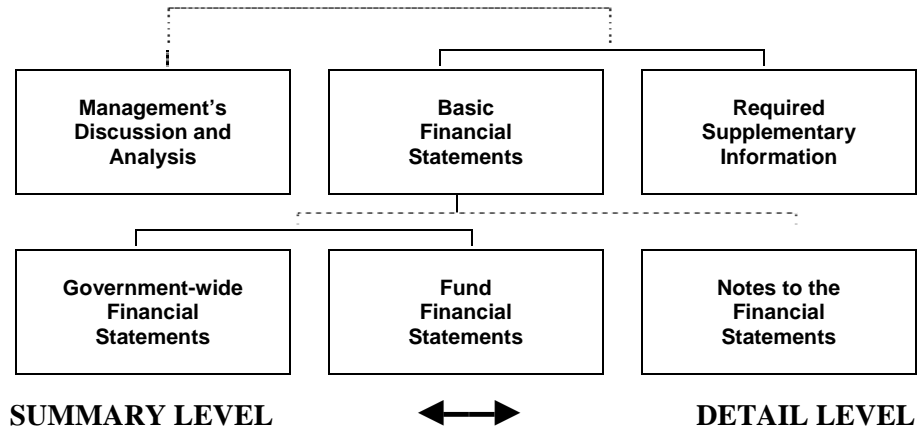 Management’s
Discussion and
Analysis
Basic
Financial
Statements
Required
Supplementary
Information
Government-wide
Financial
Statements
Fund
Financial
Statements
Notes to the
Financial
Statements
SUMMARY LEVEL
DETAIL LEVEL